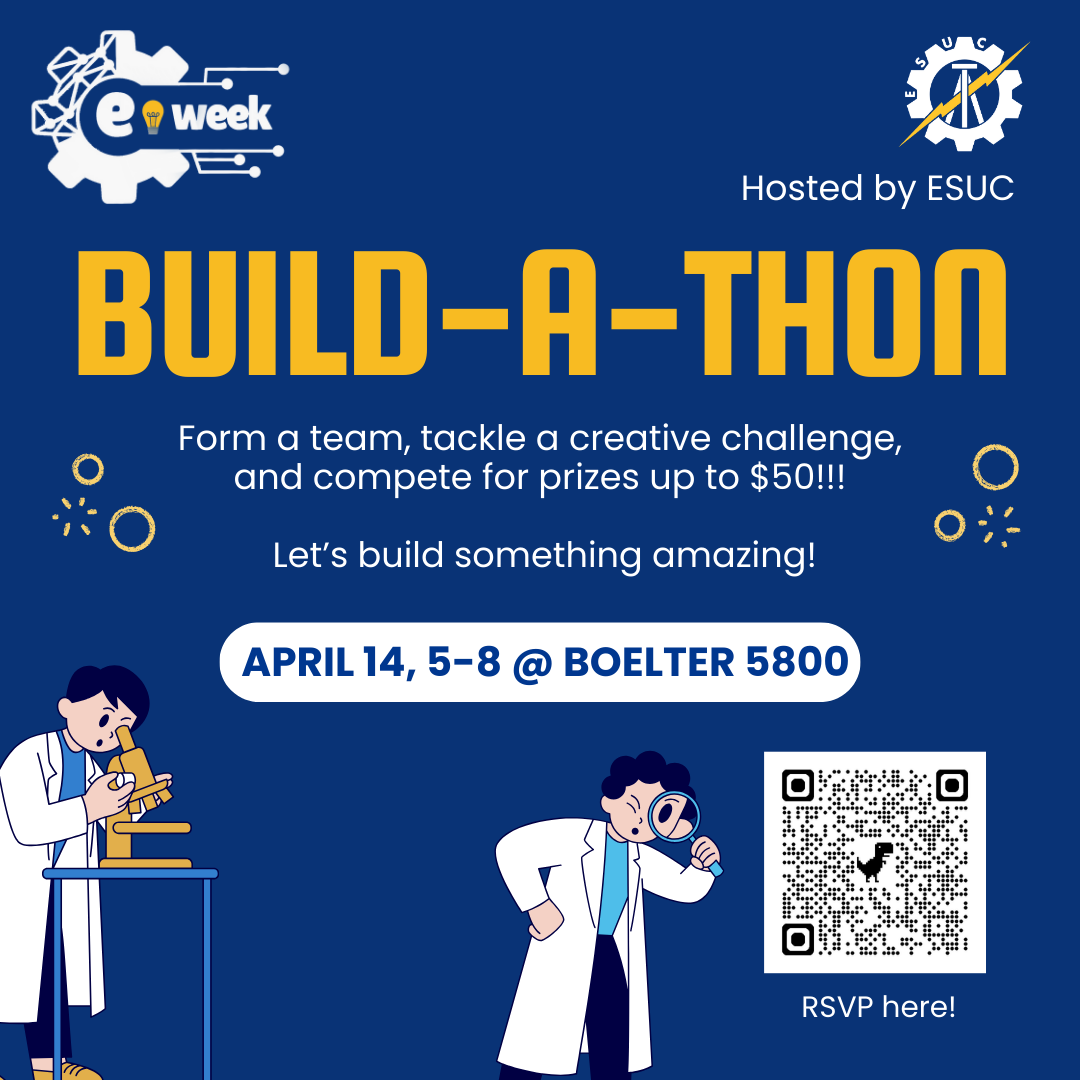 e week
ESUC
Hosted by ESUC
BUILD-A-THON
Form a team, tackle a creative challenge,
and compete for prizes up to $50!!!
Let’s build something amazing!
APRIL 14, 5-8 @ BOELTER 5800
RSVP here!